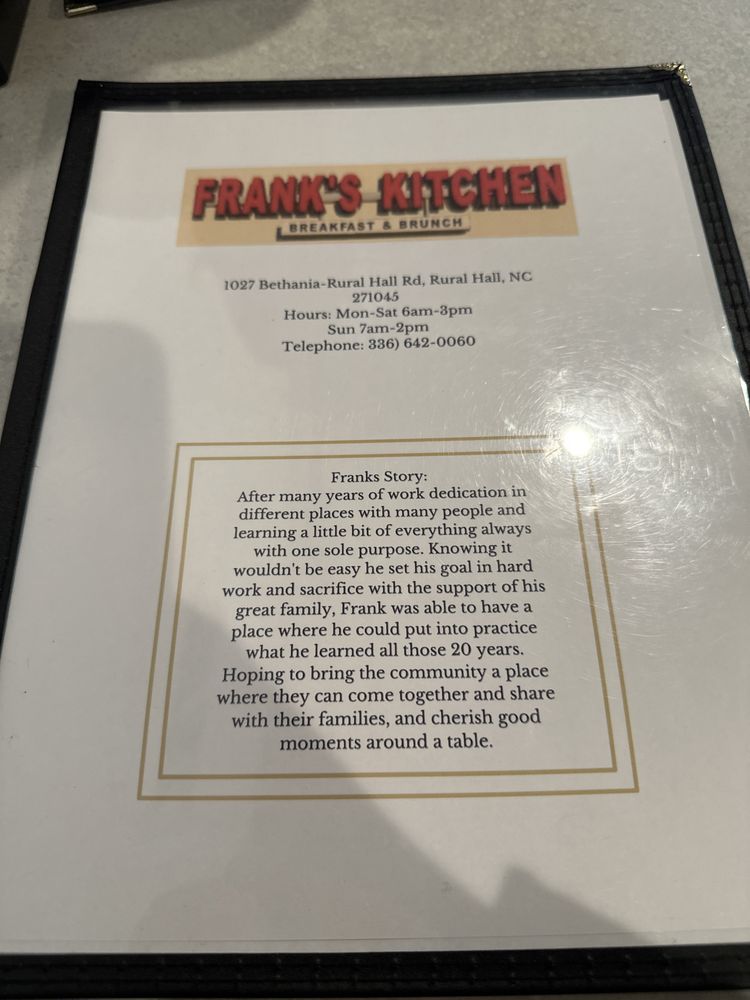 FRANK'S KITCHEN
BREAKFAST & BRUNCH
1027 Bethania-Rural Hall Rd, Rural Hall, NC
271045
Hours: Mon-Sat 6am-3pm
Sun 7am-2pm
Telephone: 336) 642-0060
Franks Story:
After many years of work dedication in
different places with many people and
learning a little bit of everything always
with one sole purpose. Knowing it
wouldn't be easy he set his goal in hard
work and sacrifice with the support of his
great family, Frank was able to have a
place where he could put into practice
what he learned all those 20 years.
Hoping to bring the community a place
where they can come together and share
with their families, and cherish good
moments around a table.